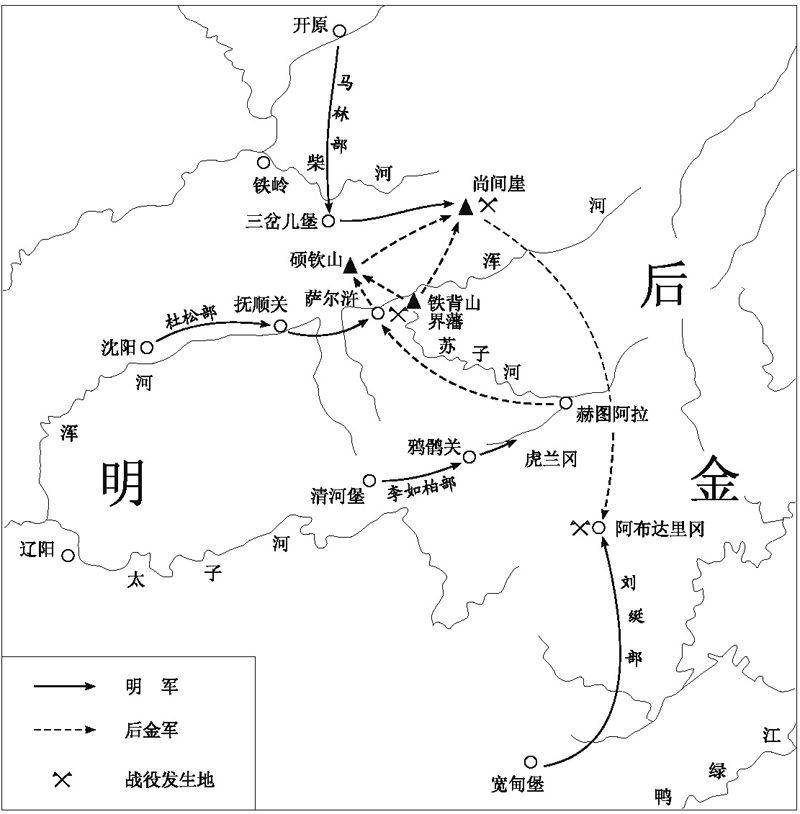 开原
马林部
柴河
铁岭
三岔儿堡
尚间崖
浑河
硕钦山
萨尔浒
铁背山
界藩
后金
抚顺关
杜松部
沈阳
浑河
苏子河
赫图阿拉
鸦鹘关
虎兰冈
清河堡
李如柏部
明
阿布达里冈
辽阳
太子河
刘綎部
宽甸堡
鸭绿江
明军
后金军
战役发生地